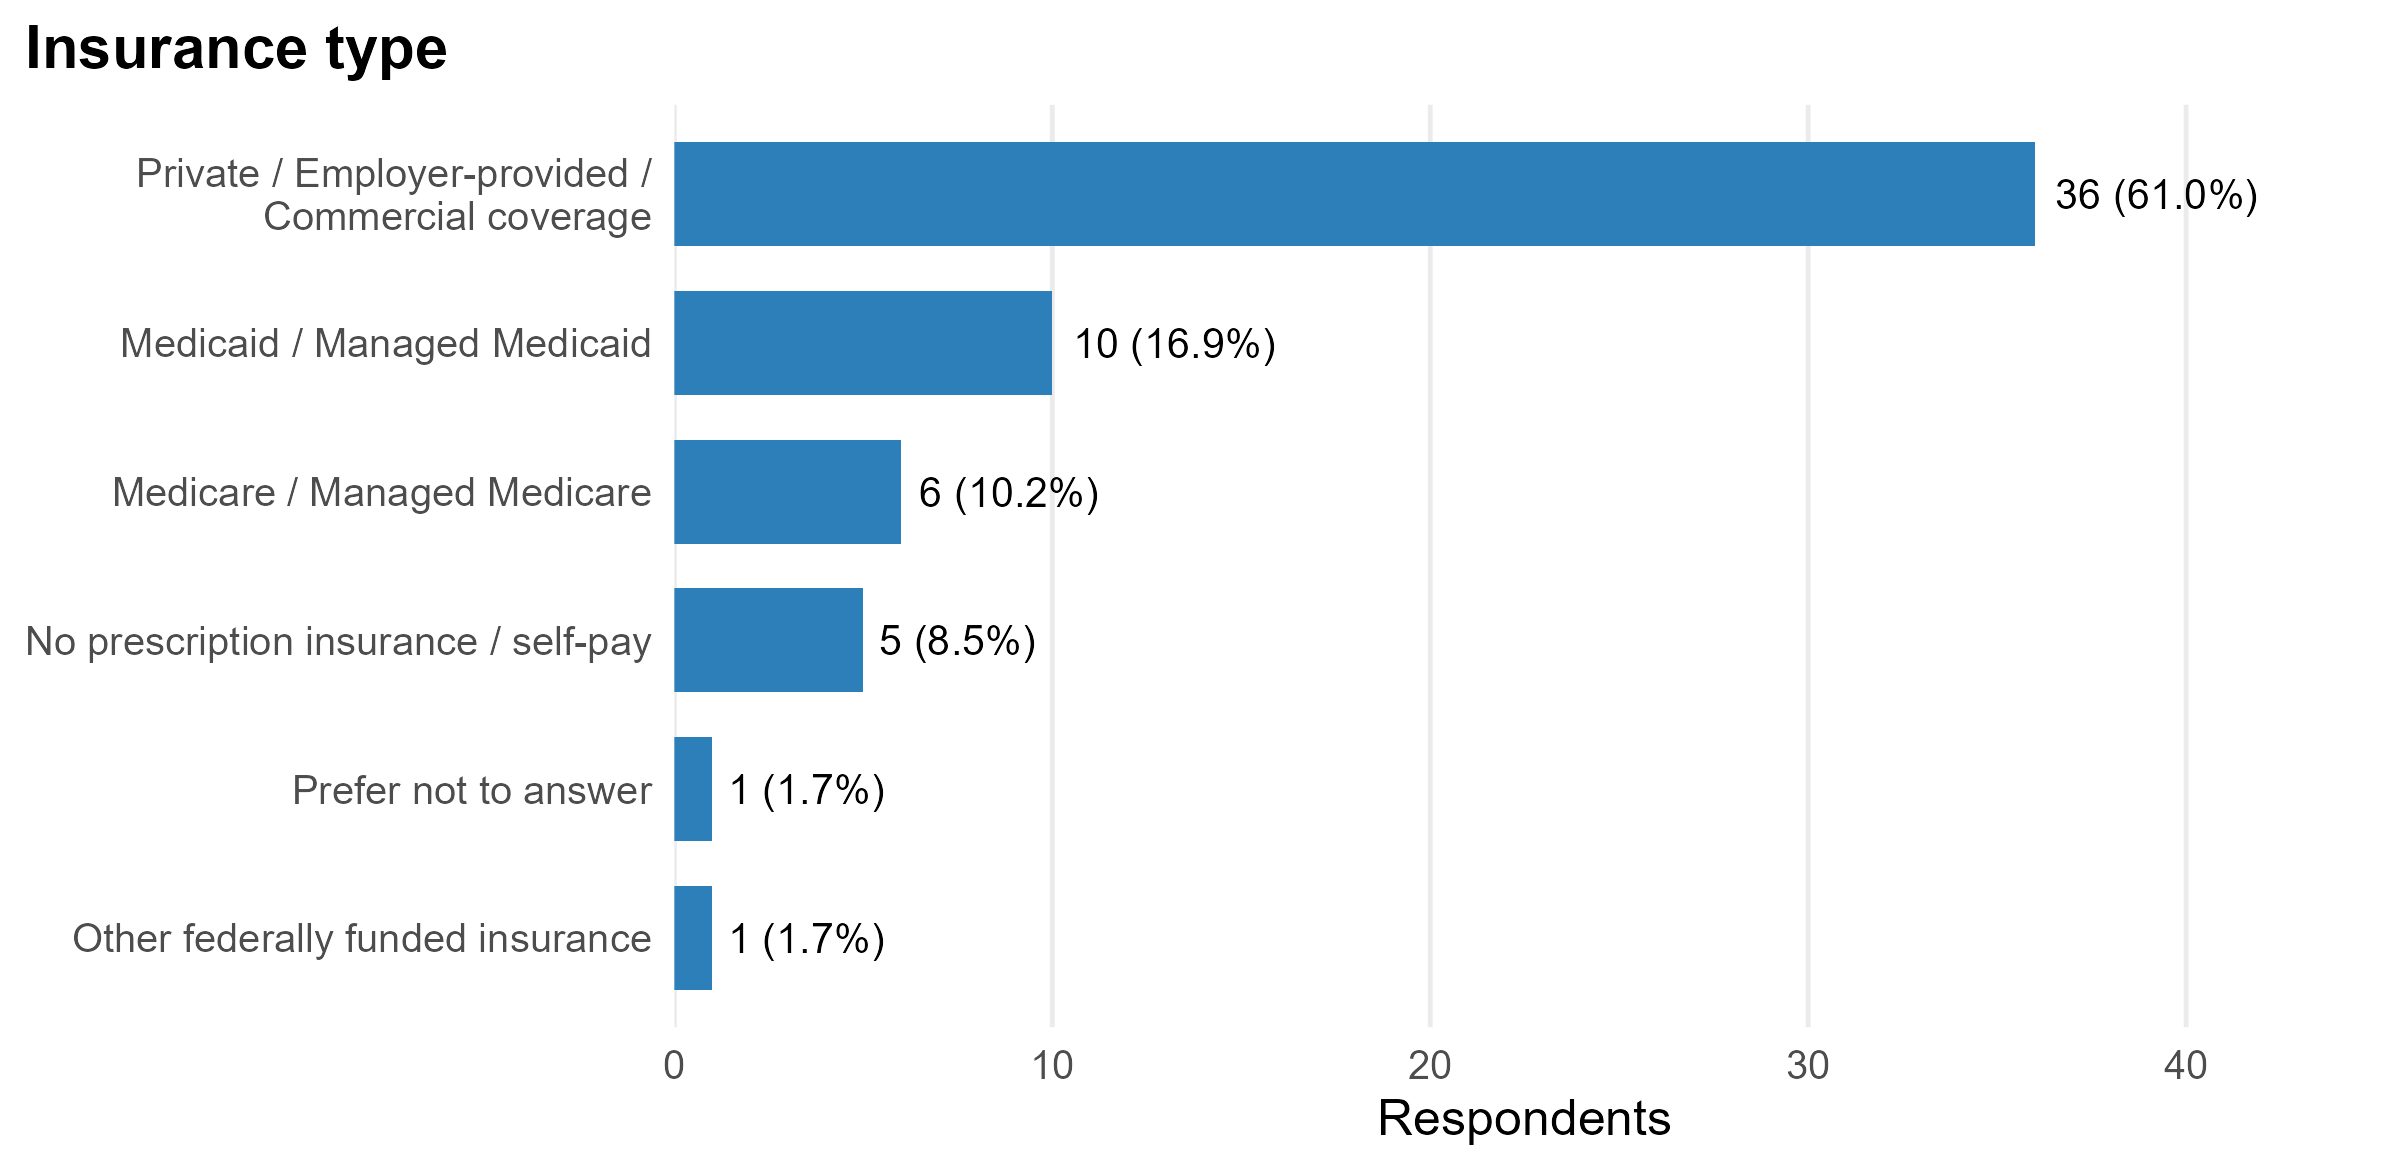 Insurance type
Private / Employer-provided /
Commercial coverage
36 (61.0%)
Medicaid / Managed Medicaid
10 (16.9%)
Medicare / Managed Medicare
6 (10.2%)
No prescription insurance / self-pay
5 (8.5%)
Prefer not to answer
1 (1.7%)
Other federally funded insurance
1 (1.7%)
0
10
20
30
40
Respondents